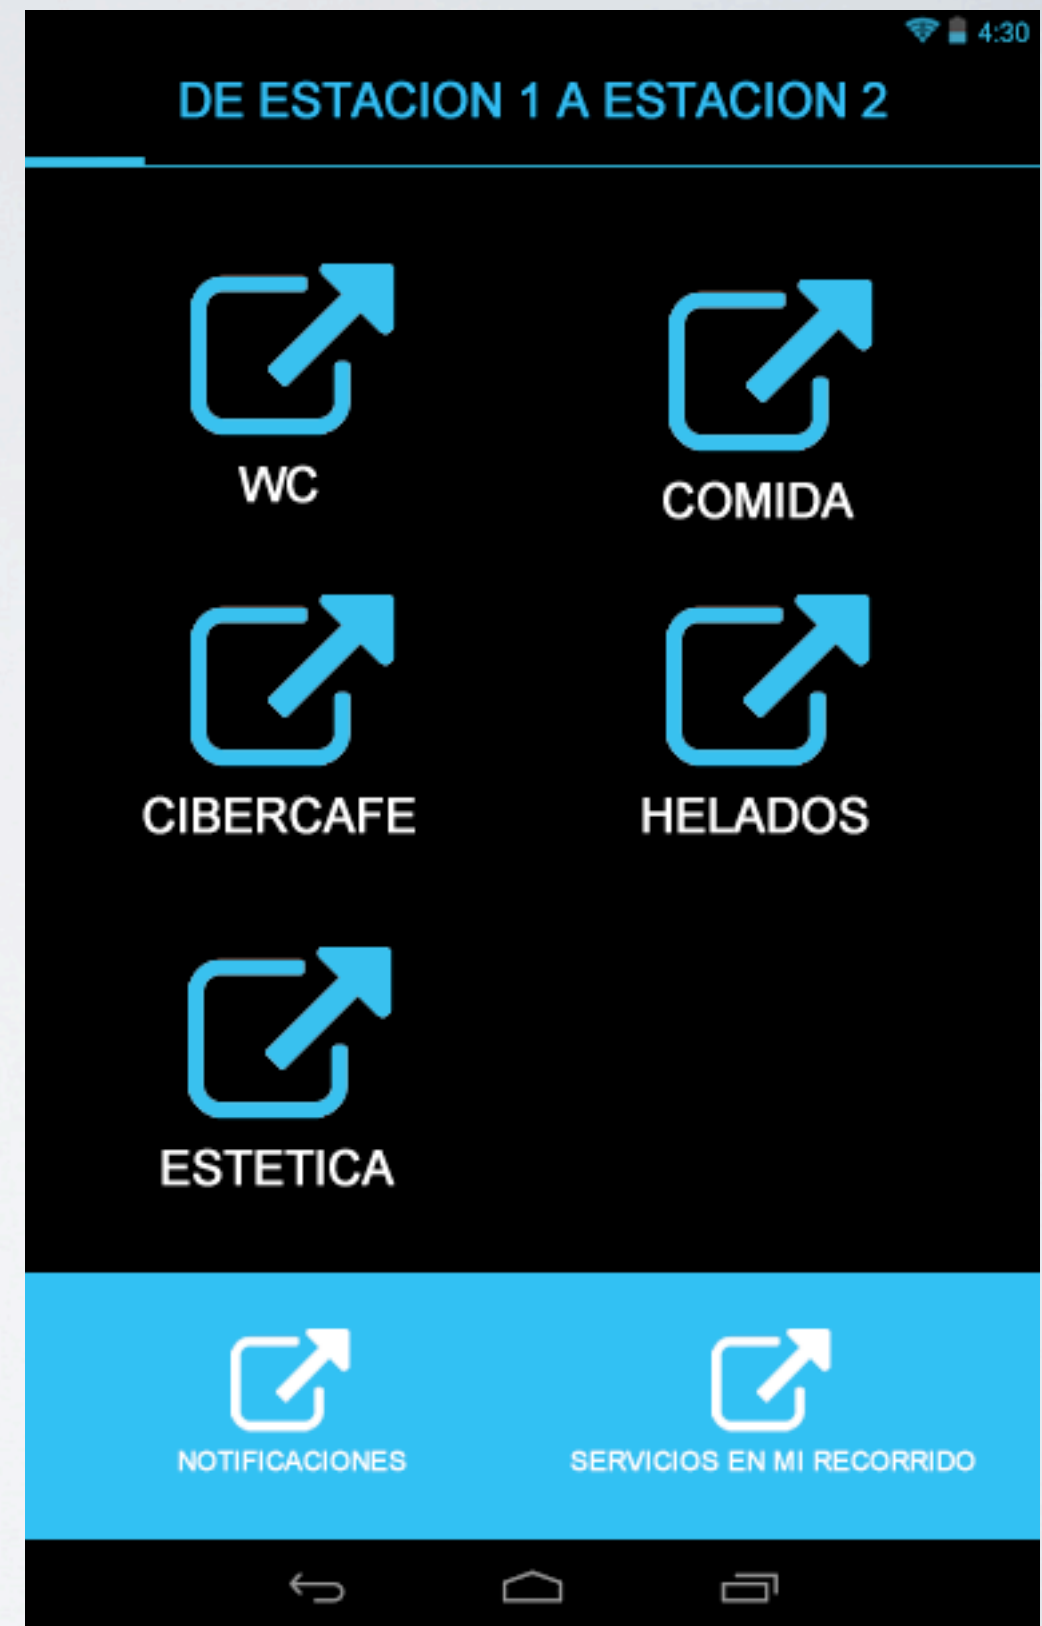 4:30
DE ESTACION 1 A ESTACION 2
WC
COMIDA
CIBERCAFE
HELADOS
ESTETICA
NOTIFICACIONES
SERVICIOS EN MI RECORRIDO